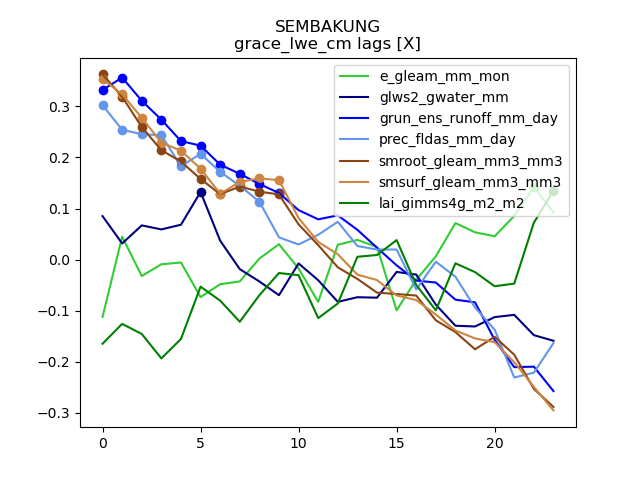 SEMBAKUNG
grace_lwe_cm lags [X]
e_gleam_mm_mon
glws2_gwater_mm
grun_ens_runoff_mm_day
prec_fldas_mm_day
smroot_gleam_mm3_mm3
smsurf_gleam_mm3_mm3
lai_gimms4g_m2_m2
0.3
0.2
0.1
0.0
−0.1
−0.2
−0.3
0 5 10 15 20